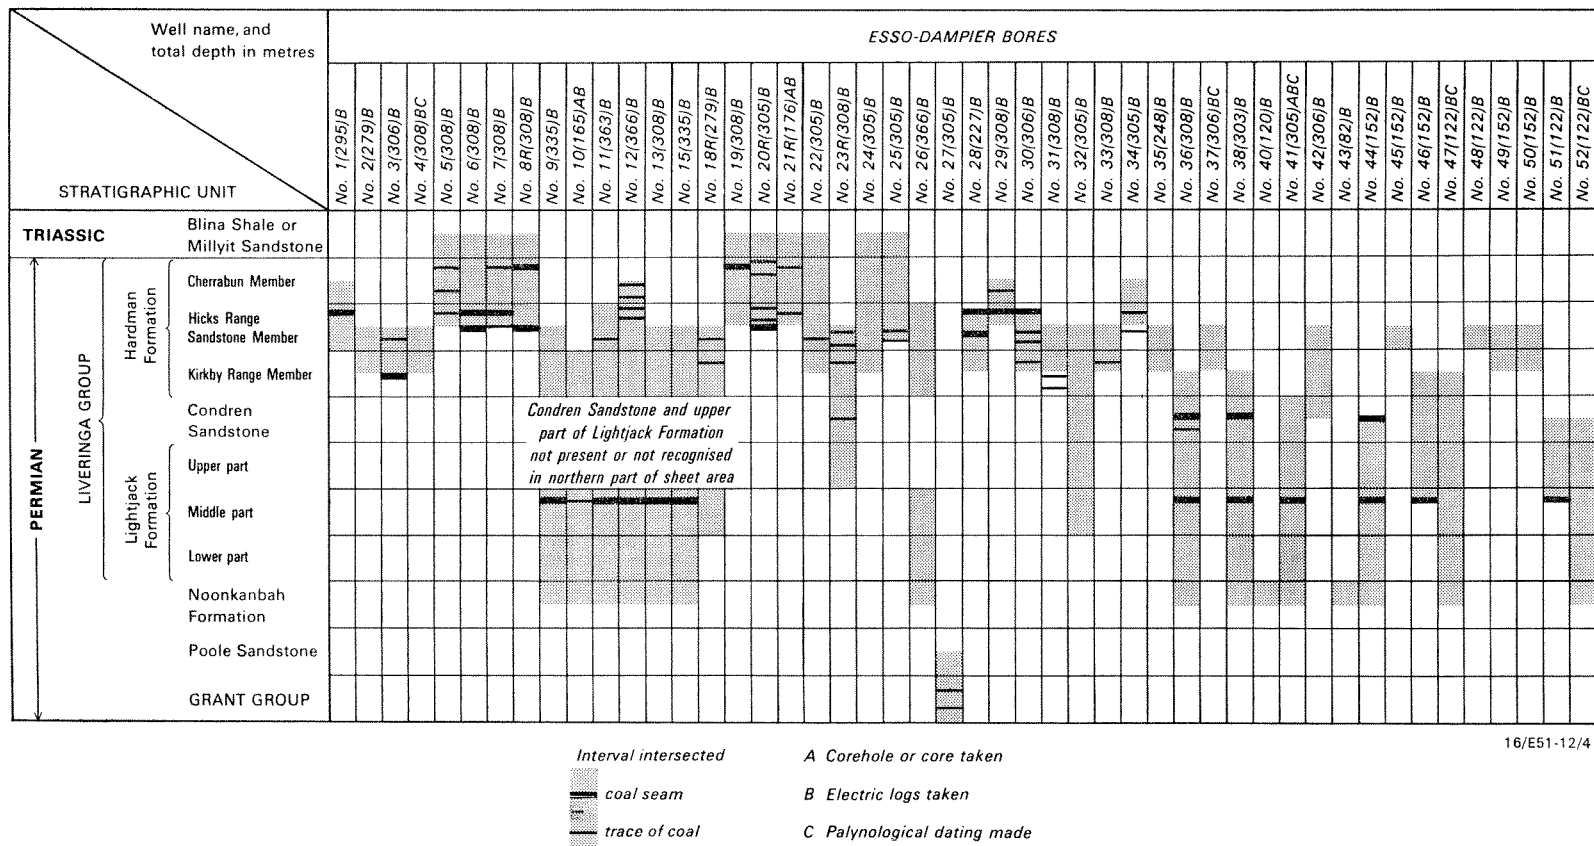 Well name, and
total depth in metres
STRATIGRAPHIC UNIT
ESSO-DAMPIER BORES
No. 1(295)B
No. 2(279)B
No. 3(306)B
No. 4(308)BC
No. 5(308)B
No. 6(308)B
No. 7(308)B
No. 8R(308)B
No. 9(335)B
No. 10(165)AB
No. 11(363)B
No. 12(366)B
No. 13(308)B
No. 15(335)B
No. 18R(279)B
No. 19(308)B
No. 20R(305)B
No. 21R(176)AB
No. 22(305)B
No. 23R(308)B
No. 24(305)B
No. 25(305)B
No. 26(366)B
No. 27(305)B
No. 28(227)B
No. 29(308)B
No. 30(306)B
No. 31(308)B
No. 32(305)B
No. 33(308)B
No. 34(305)B
No. 35(248)B
No. 36(308)B
No. 37(306)BC
No. 38(303)B
No. 40(120)B
No. 41(305)ABC
No. 42(306)B
No. 43(82)B
No. 44(152)B
No. 45(152)B
No. 46(152)B
No. 47(122)BC
No. 48(122)B
No. 49(152)B
No. 50(152)B
No. 51(122)B
No. 52(122)BC
TRIASSIC
Blina Shale or
Millyit Sandstone
PERMIAN
LIVERINGA GROUP
Hardman
Formation
Cherrabun Member
Hicks Range
Sandstone Member
Kirkby Range Member
Condren
Sandstone
Lightjack
Formation
Upper part
Middle part
Lower part
Noonkanbah
Formation
Poole Sandstone
GRANT GROUP
Condren Sandstone and upper
part of Lightjack Formation
not present or not recognised
in northern part of sheet area
16/E51-12/4
Interval intersected
coal seam
trace of coal
A Corehole or core taken
B Electric logs taken
C Palynological dating made